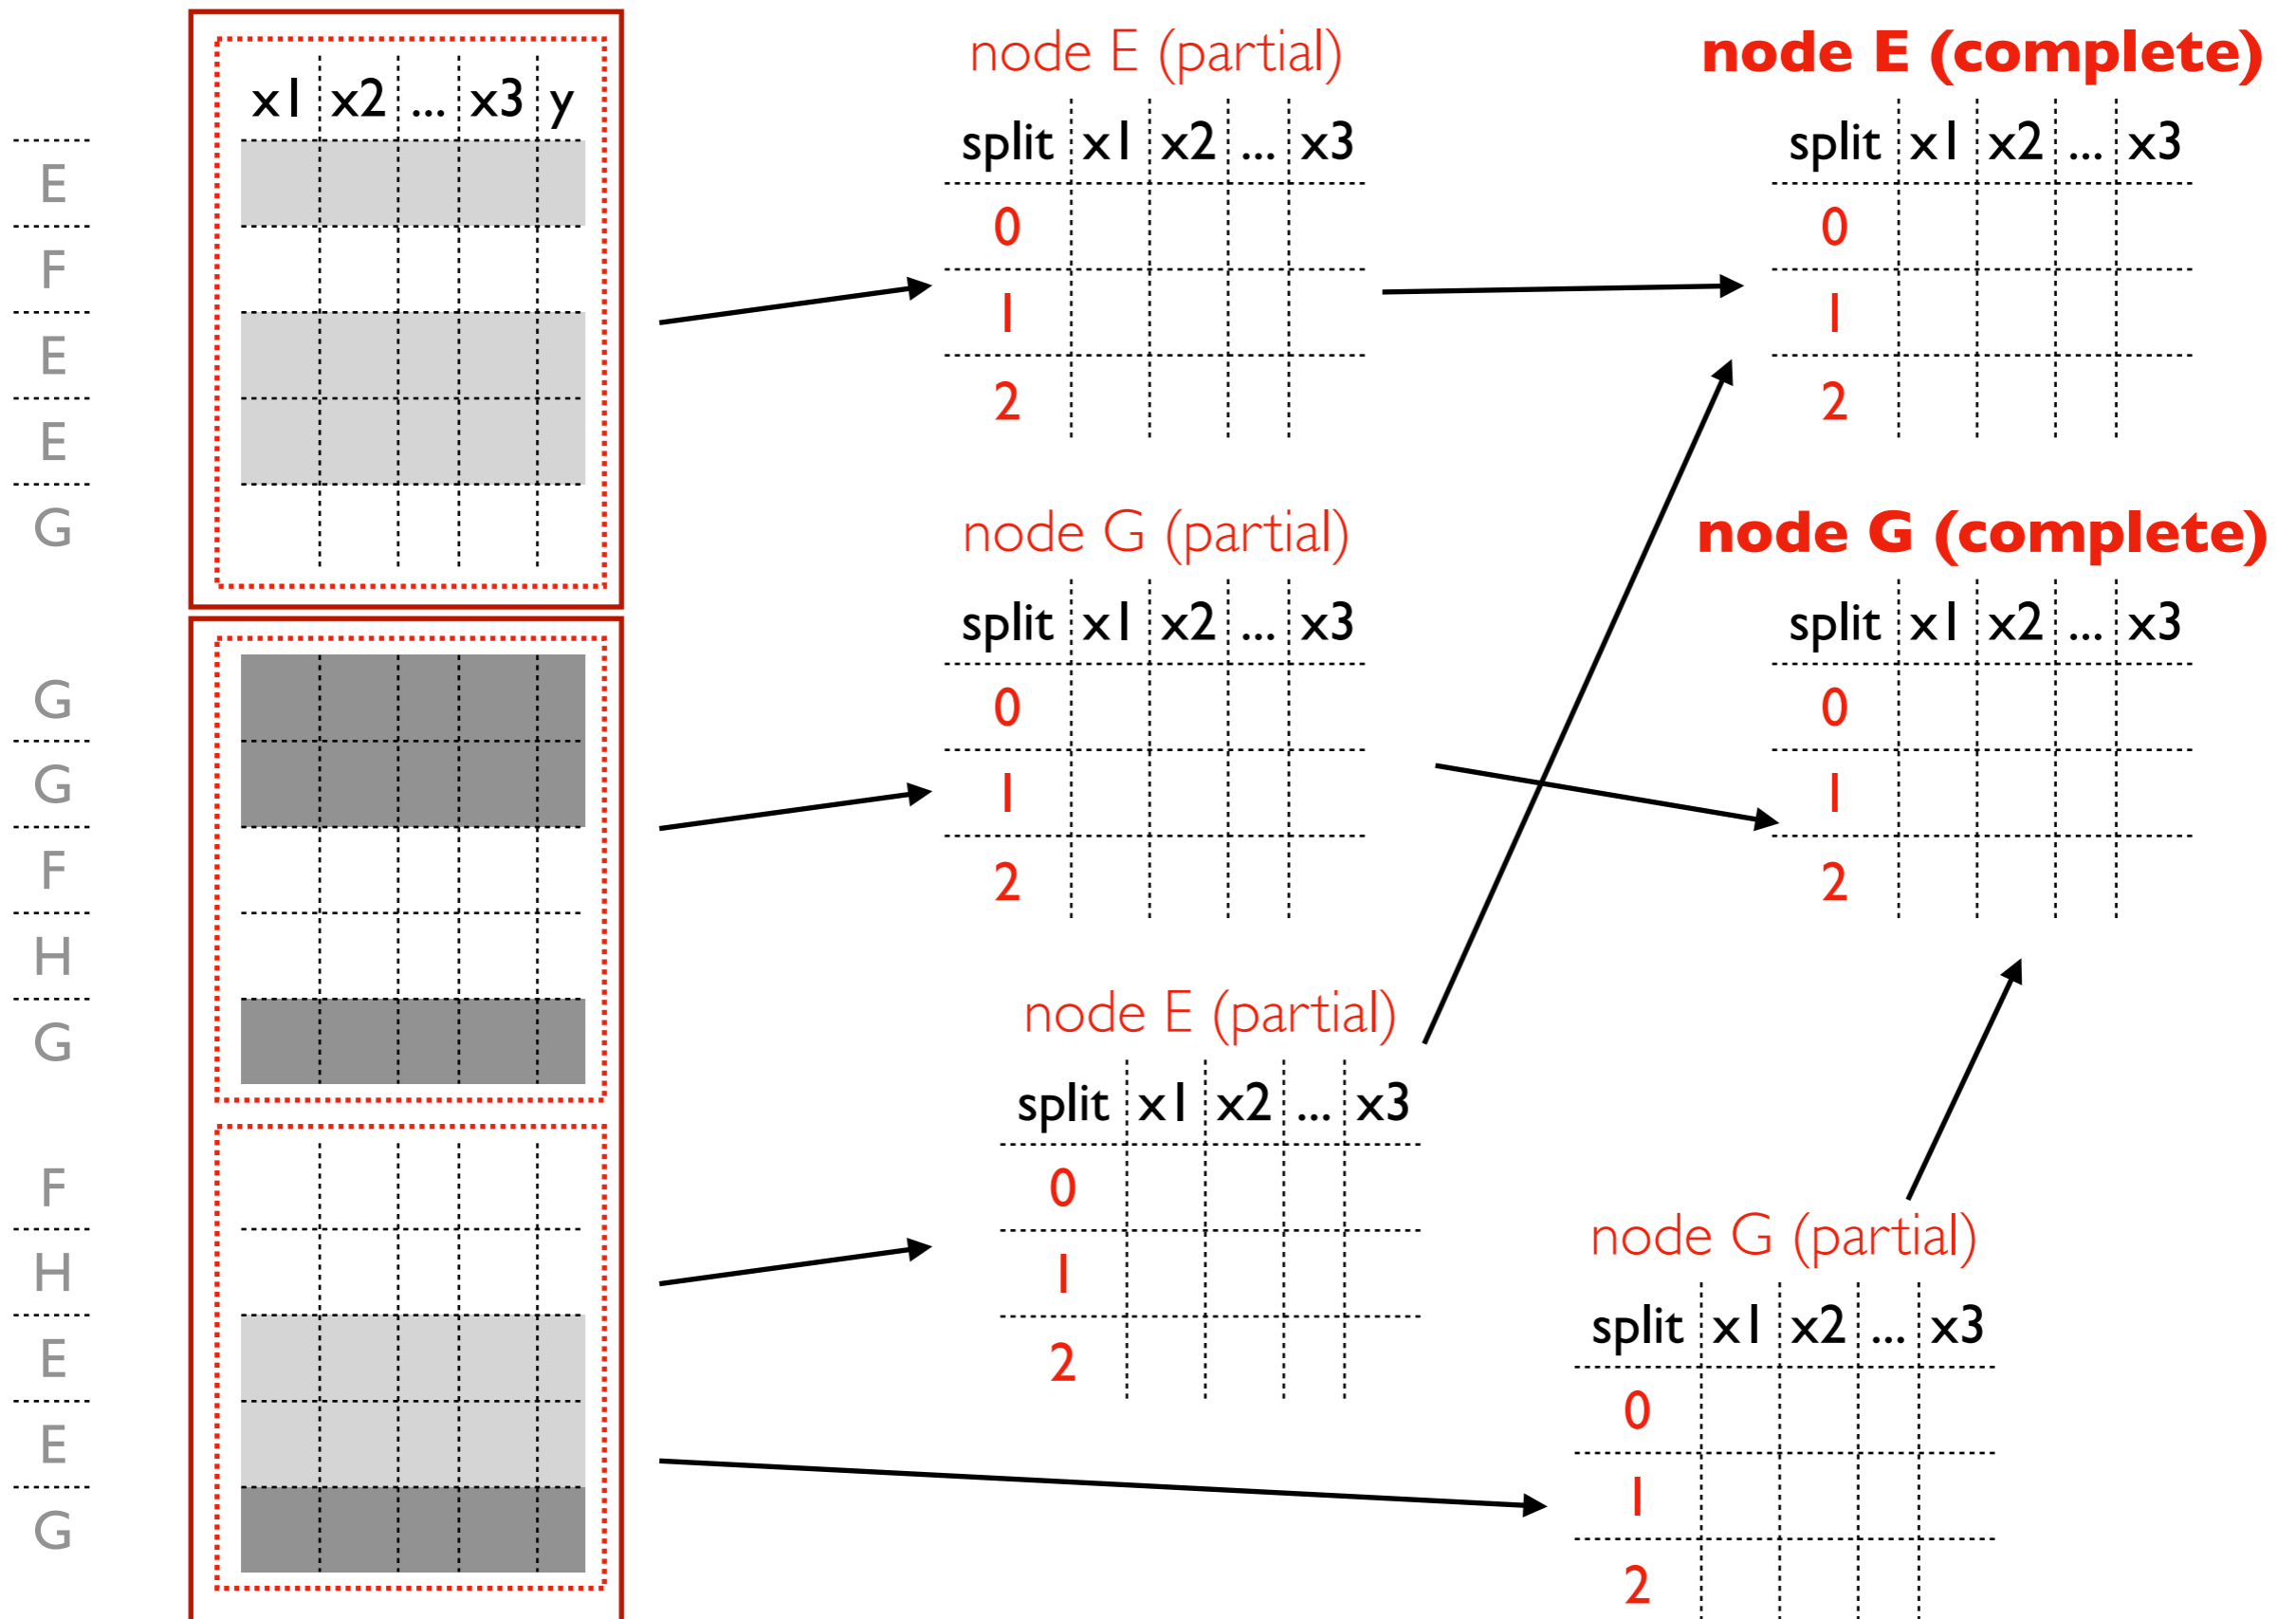 x1 x2 ... x3 y
E
F
E
E
G
G
G
F
H
G
F
H
E
E
G
node E (partial)
split x1 x2 ... x3
0
1
2
node G (partial)
split x1 x2 ... x3
0
1
2
node E (partial)
split x1 x2 ... x3
0
1
2
node G (partial)
split x1 x2 ... x3
0
1
2
node E (complete)
split x1 x2 ... x3
0
1
2
node G (complete)
split x1 x2 ... x3
0
1
2